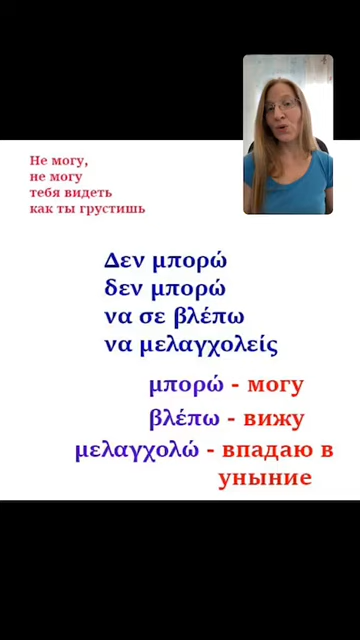 Не могу,
не могу
тебя видеть
как ты грустишь
Δεν μπορώ
δεν μπορώ
να σε βλέπω
να μελαγχολείς
μπορώ - могу
βλέπω - вижу
μελαγχολώ - впадаю в
уныние